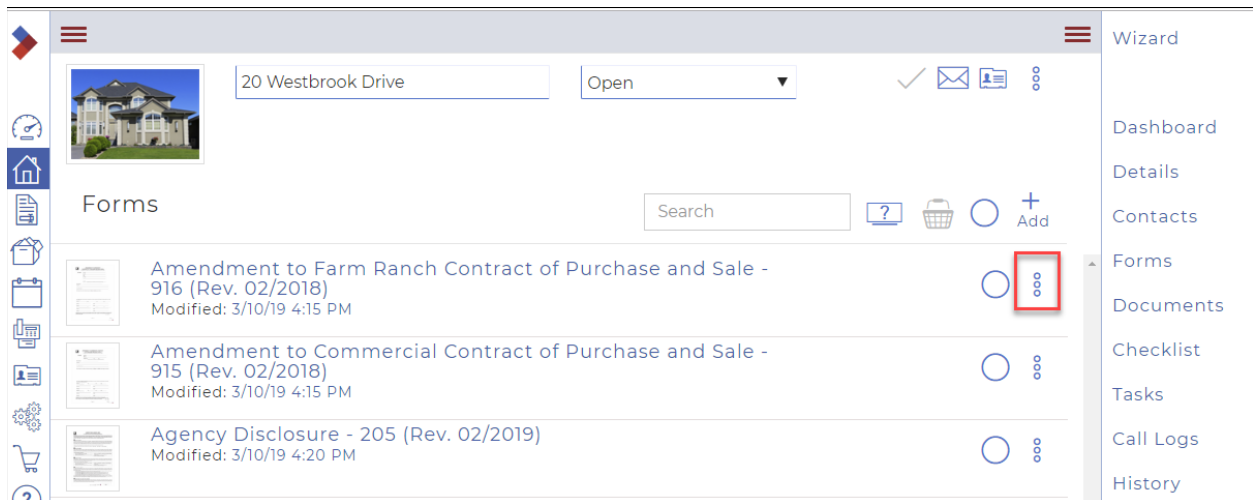 Wizard
20 Westbrook Drive
Open
Dashboard
Details
Forms
Search
?
Add
Contacts
Amendment to Farm Ranch Contract of Purchase and Sale -
916 (Rev. 02/2018)
Modified: 3/10/19 4:15 PM
Forms
Documents
Amendment to Commercial Contract of Purchase and Sale -
915 (Rev. 02/2018)
Modified: 3/10/19 4:15 PM
Checklist
Tasks
Agency Disclosure - 205 (Rev. 02/2019)
Modified: 3/10/19 4:20 PM
Call Logs
History
?